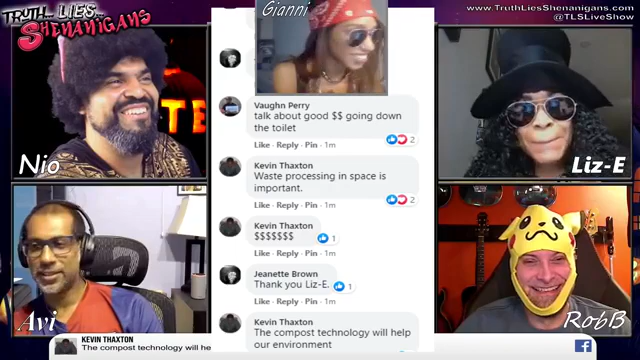 TRUTH... LIES...
SHENANIGANS
Gianni
www.TruthLiesShenanigans.com
@TLSLiveShow
Vaughn Perry
talk about good $$ going down
the toilet
2
Like · Reply · Pin · 1m
Nio
Liz-E
Kevin Thaxton
Waste processing in space is
important.
2
Like · Reply · Pin · 1m
Kevin Thaxton
$$$$$$$
1
Like · Reply · Pin · 1m
Jeanette Brown
Thank you Liz-E.
1
Like · Reply · Pin · 1m
Kevin Thaxton
The compost technology will help
our environment
Avi
RobB
KEVIN THAXTON
The compost technology will he